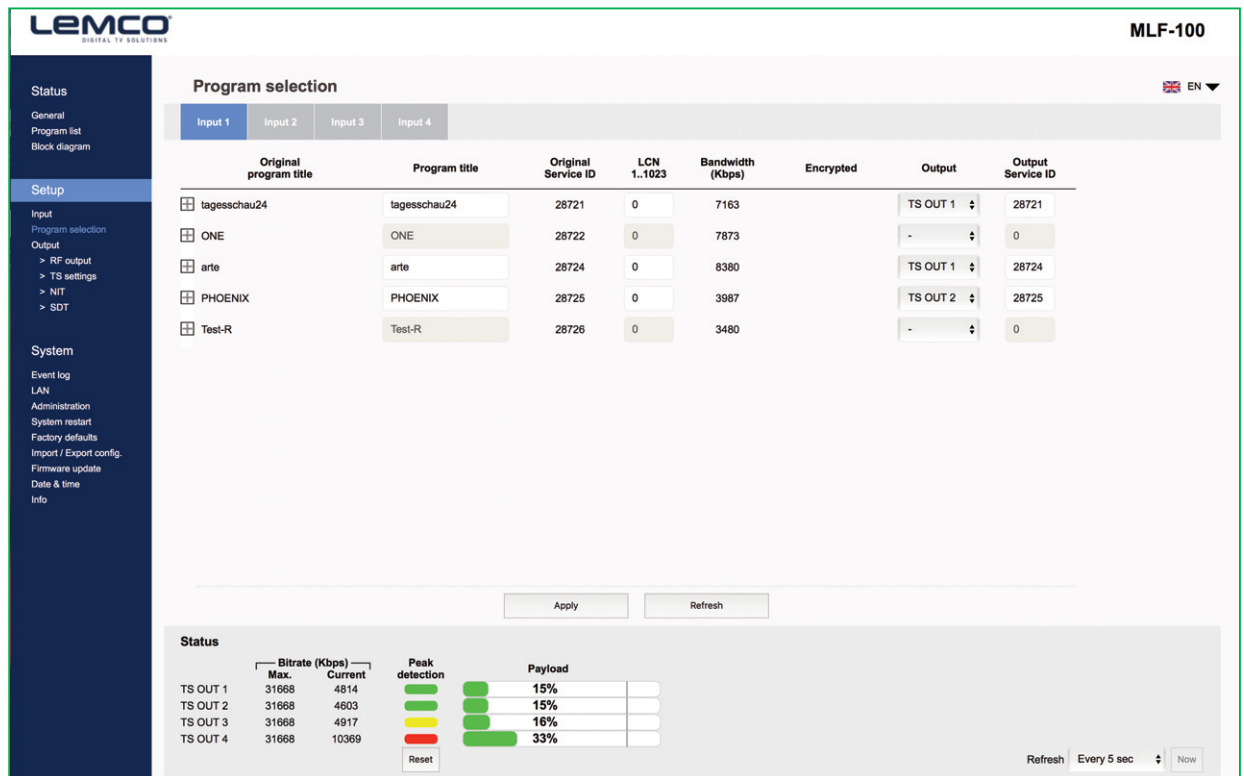 LEMCO
DIGITAL TV SOLUTIONS
MLF-100
Status
General
Program list
Block diagram
Setup
Input
Program selection
Output
> RF output
> TS settings
> NIT
> SDT
System
Event log
LAN
Administration
System restart
Factory defaults
Import / Export config.
Firmware update
Date & time
Info
Program selection
EN
Input 1 Input 2 Input 3 Input 4
Original program title Program title Original Service ID LCN 1..1023 Bandwidth (Kbps) Encrypted Output Output Service ID
tagesschau24 tagesschau24 28721 0 7163 TS OUT 1 28721
ONE ONE 28722 0 7873 - 0
arte arte 28724 0 8380 TS OUT 1 28724
PHOENIX PHOENIX 28725 0 3987 TS OUT 2 28725
Test-R Test-R 28726 0 3480 - 0
Apply Refresh
Status
Bitrate (Kbps)
Max. Current Peak detection Payload
TS OUT 1 31668 4814 15%
TS OUT 2 31668 4603 15%
TS OUT 3 31668 4917 16%
TS OUT 4 31668 10369 33%
Reset
Refresh Every 5 sec Now